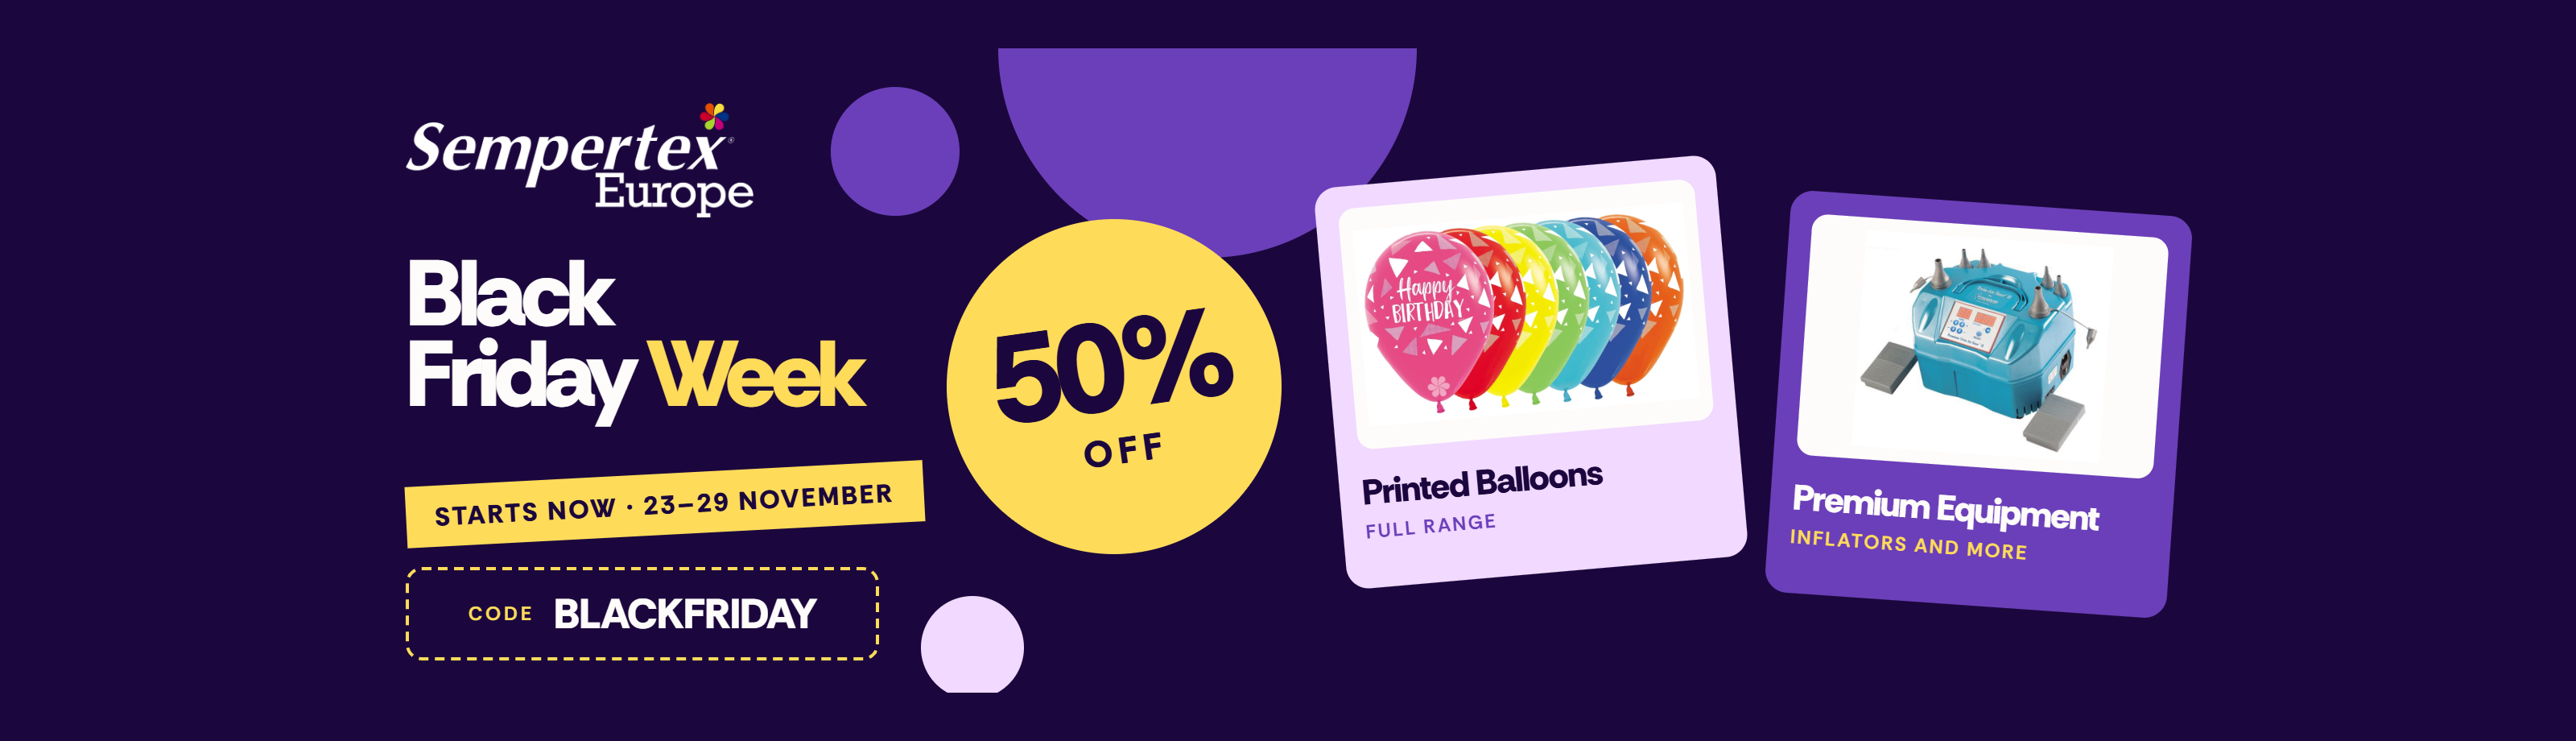 Sempertex
Europe
Black
Friday Week
STARTS NOW · 23–29 NOVEMBER
CODE BLACKFRIDAY
50%
OFF
Happy
BIRTHDAY
Printed Balloons
FULL RANGE
Premium Equipment
INFLATORS AND MORE